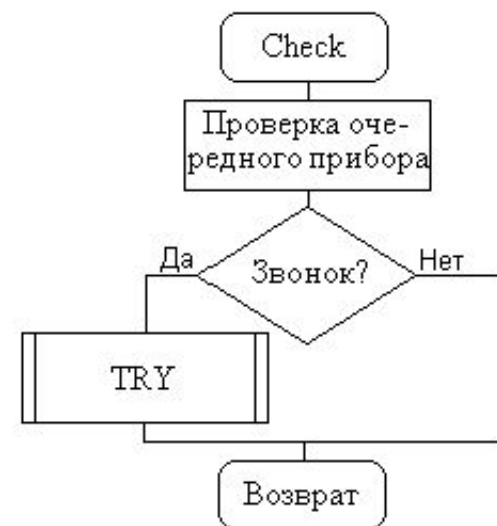 Check
Проверка оче-
редного прибора
Да
Звонок?
Нет
TRY
Возврат